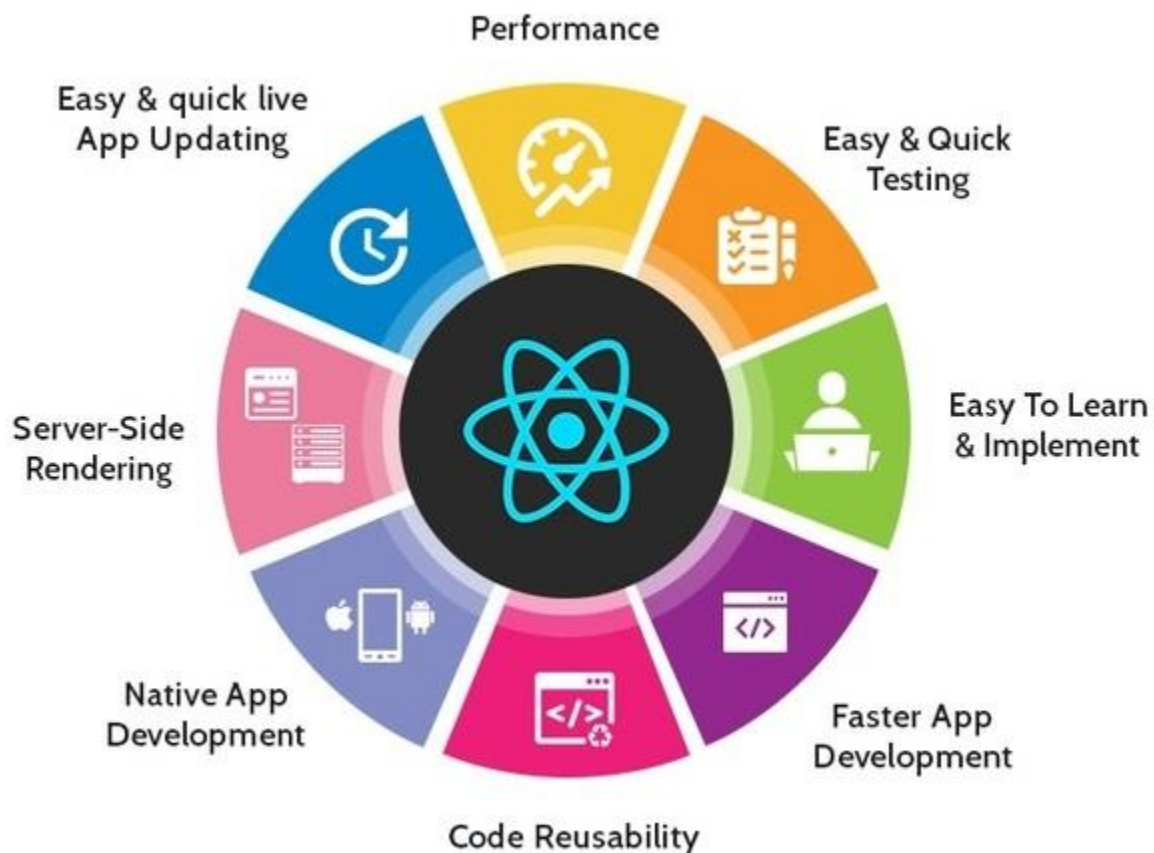 Performance
Easy & quick live
App Updating
Easy & Quick
Testing
Server-Side
Rendering
Easy To Learn
& Implement
Native App
Development
Faster App
Development
Code Reusability